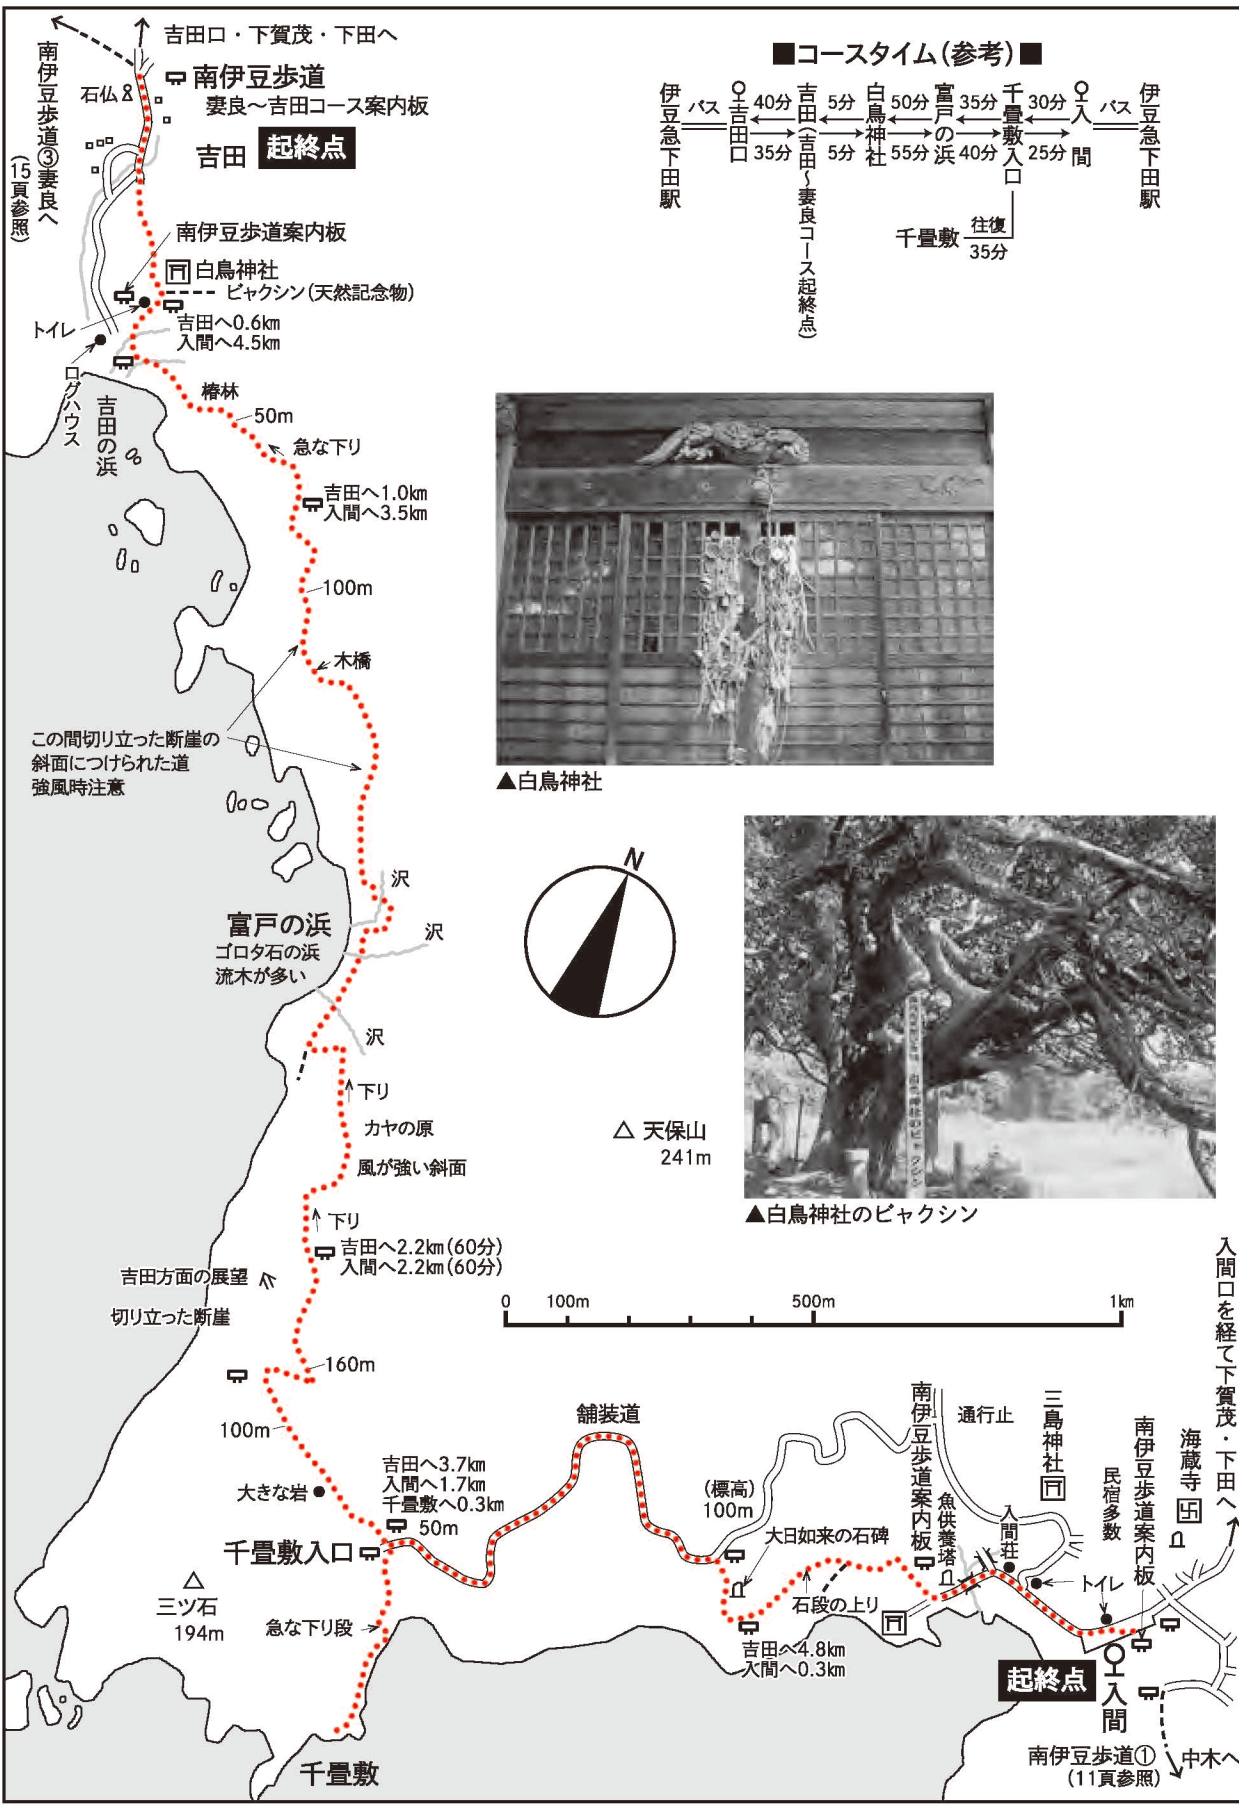 吉田口・下賀茂・下田へ
南伊豆歩道③妻良へ
(15頁参照)
石仏
南伊豆歩道
妻良～吉田コース案内板
吉田
起終点
■コースタイム(参考)■
伊豆急下田駅
バス
吉田口
40分
35分
吉田(吉田～妻良コース起終点)
5分
5分
白鳥神社
50分
55分
富戸の浜
35分
40分
千畳敷入口
30分
25分
入間
バス
伊豆急下田駅
千畳敷
往復
35分
南伊豆歩道案内板
白鳥神社
ビャクシン(天然記念物)
トイレ
吉田へ0.6km
入間へ4.5km
ログハウス
吉田の浜
椿林
50m
急な下り
吉田へ1.0km
入間へ3.5km
100m
木橋
この間切り立った断崖の
斜面につけられた道
強風時注意
▲白鳥神社
N
沢
富戸の浜
ゴロタ石の浜
流木が多い
沢
沢
下り
カヤの原
風が強い斜面
天保山
241m
白鳥神社のビャクシン
▲白鳥神社のビャクシン
下り
吉田へ2.2km(60分)
入間へ2.2km(60分)
吉田方面の展望
切り立った断崖
0 100m 500m 1km
160m
100m
大きな岩
吉田へ3.7km
入間へ1.7km
千畳敷へ0.3km
50m
千畳敷入口
三ツ石
194m
急な下り段
千畳敷
舗装道
(標高)
100m
大日如来の石碑
石段の上り
吉田へ4.8km
入間へ0.3km
南伊豆歩道案内板
通行止
魚供養塔
入間荘
三島神社
トイレ
民宿多数
南伊豆歩道案内板
海蔵寺
入間口を経て下賀茂・下田へ
起終点
入間
南伊豆歩道①
(11頁参照)
中木へ